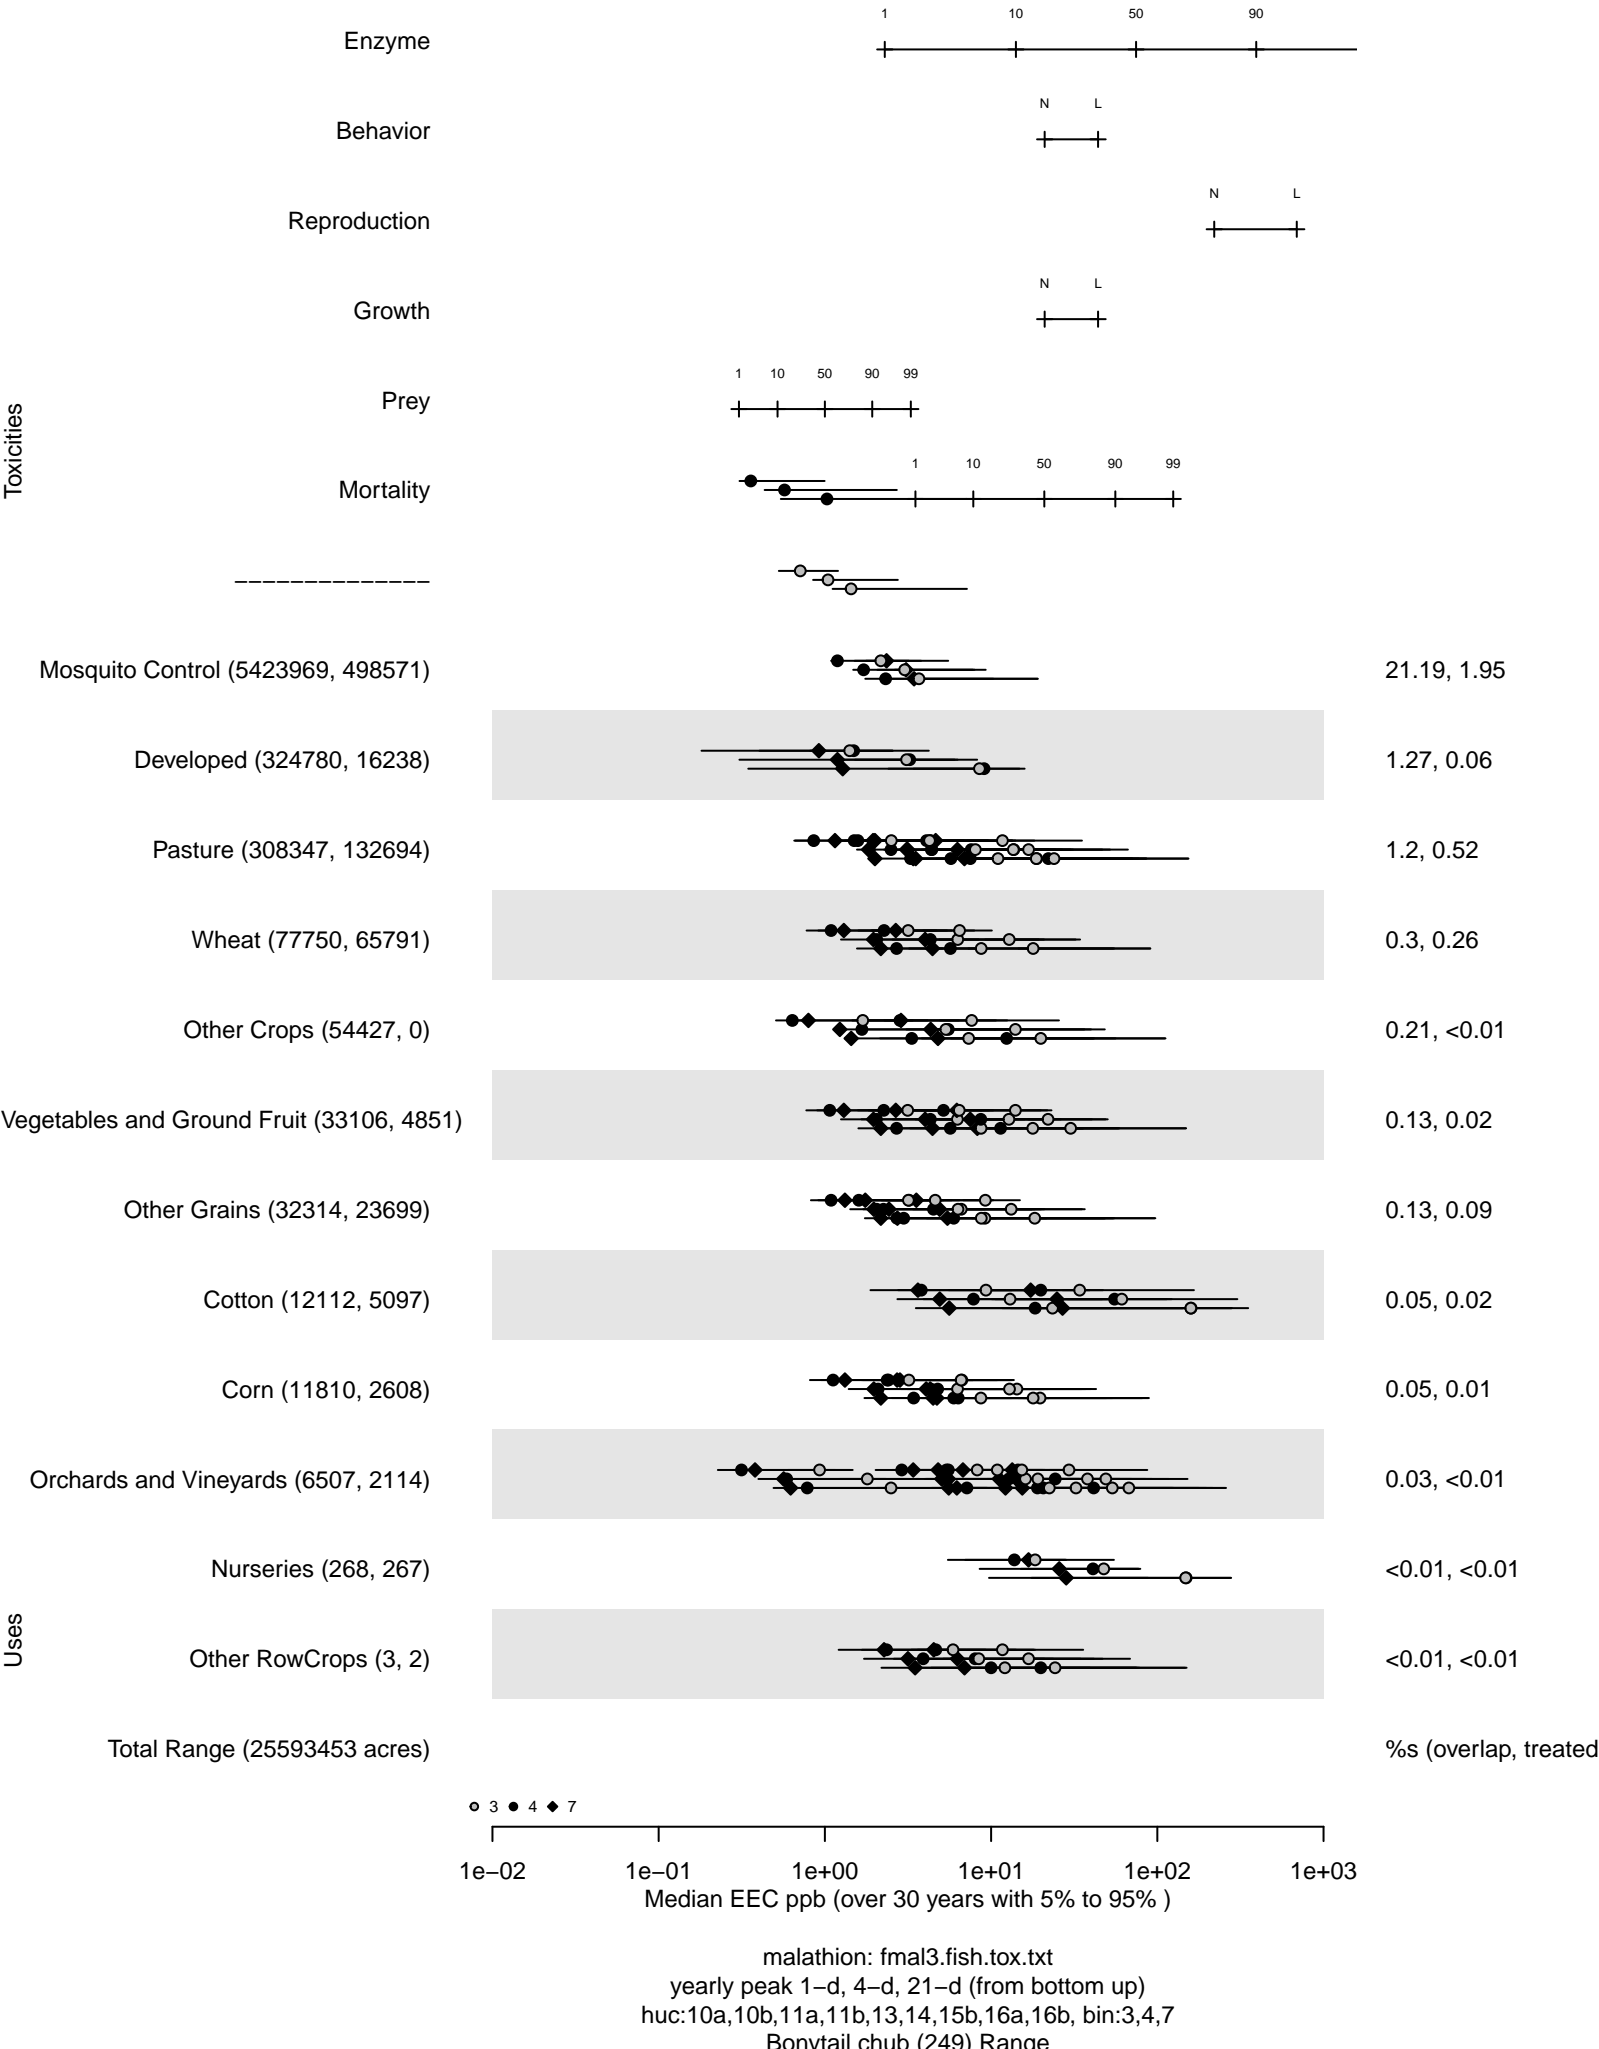 1 10 50 90
Enzyme
N L
Behavior
N L
Reproduction
N L
Growth
1 10 50 90 99
Prey
Toxicities
1 10 50 90 99
Mortality
−−−−−−−−−−−−−−
Mosquito Control (5423969, 498571) 21.19, 1.95
Developed (324780, 16238) 1.27, 0.06
Pasture (308347, 132694) 1.2, 0.52
Wheat (77750, 65791) 0.3, 0.26
Other Crops (54427, 0) 0.21, <0.01
Vegetables and Ground Fruit (33106, 4851) 0.13, 0.02
Other Grains (32314, 23699) 0.13, 0.09
Cotton (12112, 5097) 0.05, 0.02
Corn (11810, 2608) 0.05, 0.01
Orchards and Vineyards (6507, 2114) 0.03, <0.01
Nurseries (268, 267) <0.01, <0.01
Uses
Other RowCrops (3, 2) <0.01, <0.01
Total Range (25593453 acres) %s (overlap, treated
3 4 7
1e−02 1e−01 1e+00 1e+01 1e+02 1e+03
Median EEC ppb (over 30 years with 5% to 95% )
malathion: fmal3.fish.tox.txt
yearly peak 1−d, 4−d, 21−d (from bottom up)
huc:10a,10b,11a,11b,13,14,15b,16a,16b, bin:3,4,7
Bonytail chub (249) Range